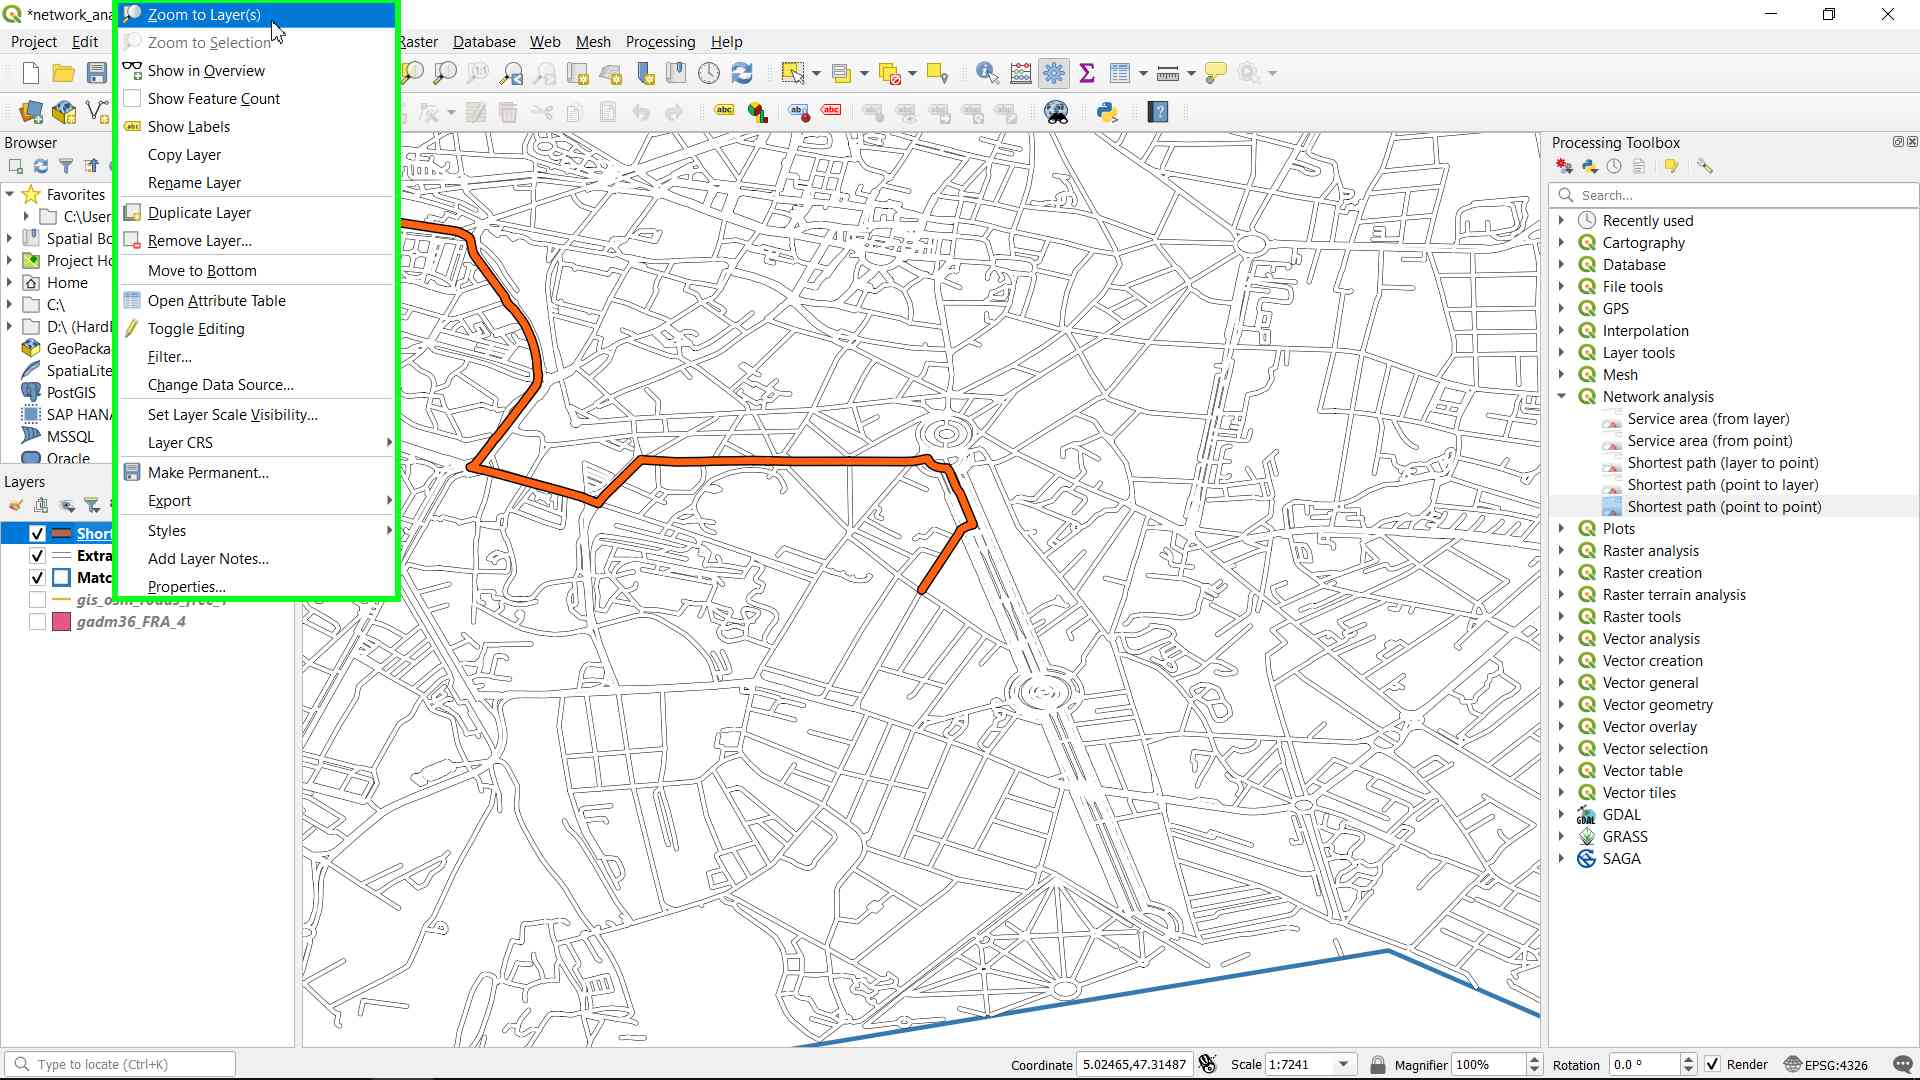 *network_ana
Zoom to Layer(s)
Zoom to Selection
Show in Overview
Show Feature Count
Show Labels
Copy Layer
Rename Layer
Duplicate Layer
Remove Layer...
Move to Bottom
Open Attribute Table
Toggle Editing
Filter...
Change Data Source...
Set Layer Scale Visibility...
Layer CRS
Make Permanent...
Export
Styles
Add Layer Notes...
Properties...
Project Edit Raster Database Web Mesh Processing Help
Browser
Favorites
C:\User
Spatial Bo
Project Ho
Home
C:\
D:\ (HardD
GeoPacka
SpatiaLite
PostGIS
SAP HANA
MSSQL
Oracle
Layers
Short
Extra
Matc
gis_osm_roads_free_1
gadm36_FRA_4
Processing Toolbox
Search...
Recently used
Cartography
Database
File tools
GPS
Interpolation
Layer tools
Mesh
Network analysis
Service area (from layer)
Service area (from point)
Shortest path (layer to point)
Shortest path (point to layer)
Shortest path (point to point)
Plots
Raster analysis
Raster creation
Raster terrain analysis
Raster tools
Vector analysis
Vector creation
Vector general
Vector geometry
Vector overlay
Vector selection
Vector table
Vector tiles
GDAL
GRASS
SAGA
Type to locate (Ctrl+K)
Coordinate 5.02465,47.31487 Scale 1:7241 Magnifier 100% Rotation 0.0 ° Render EPSG:4326